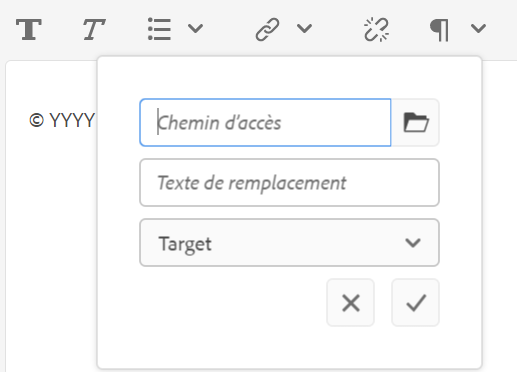 T T ¶
© YYYY
Chemin d'accès
Texte de remplacement
Target